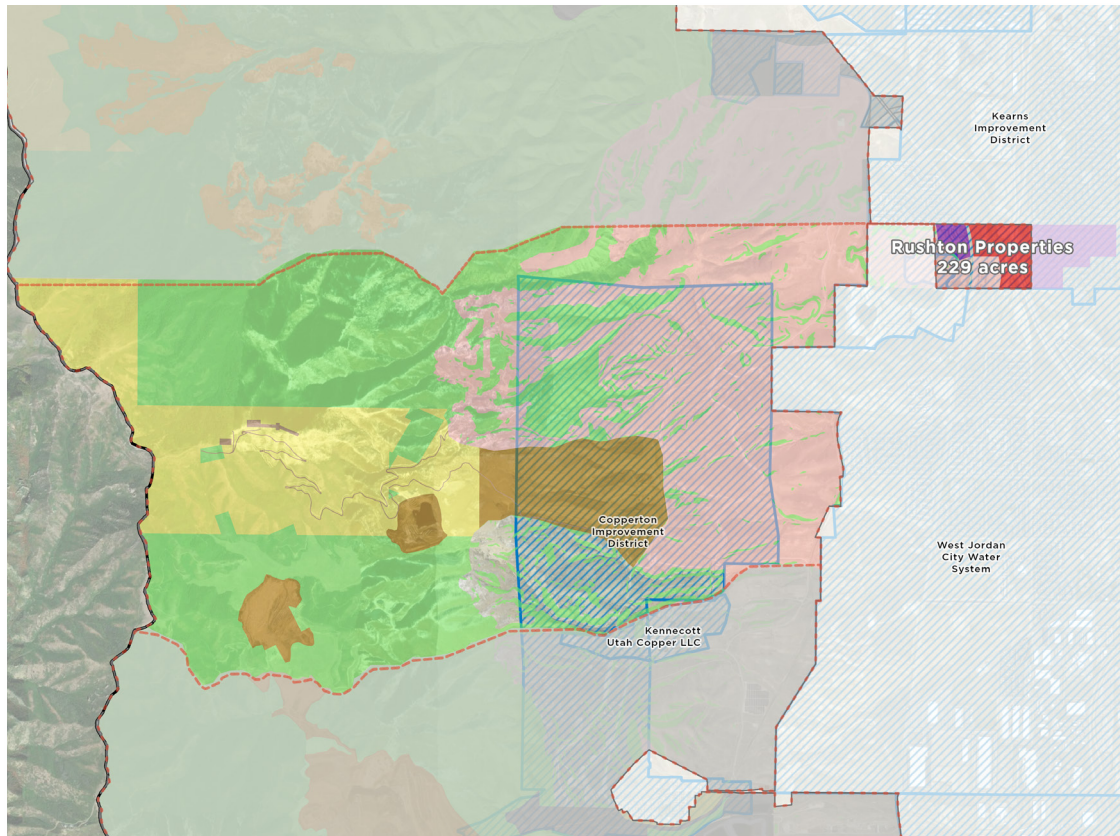 Kearns
Improvement
District
Rushton Properties
229 acres
Copperton
Improvement
District
West Jordan
City Water
System
Kennecott
Utah Copper LLC